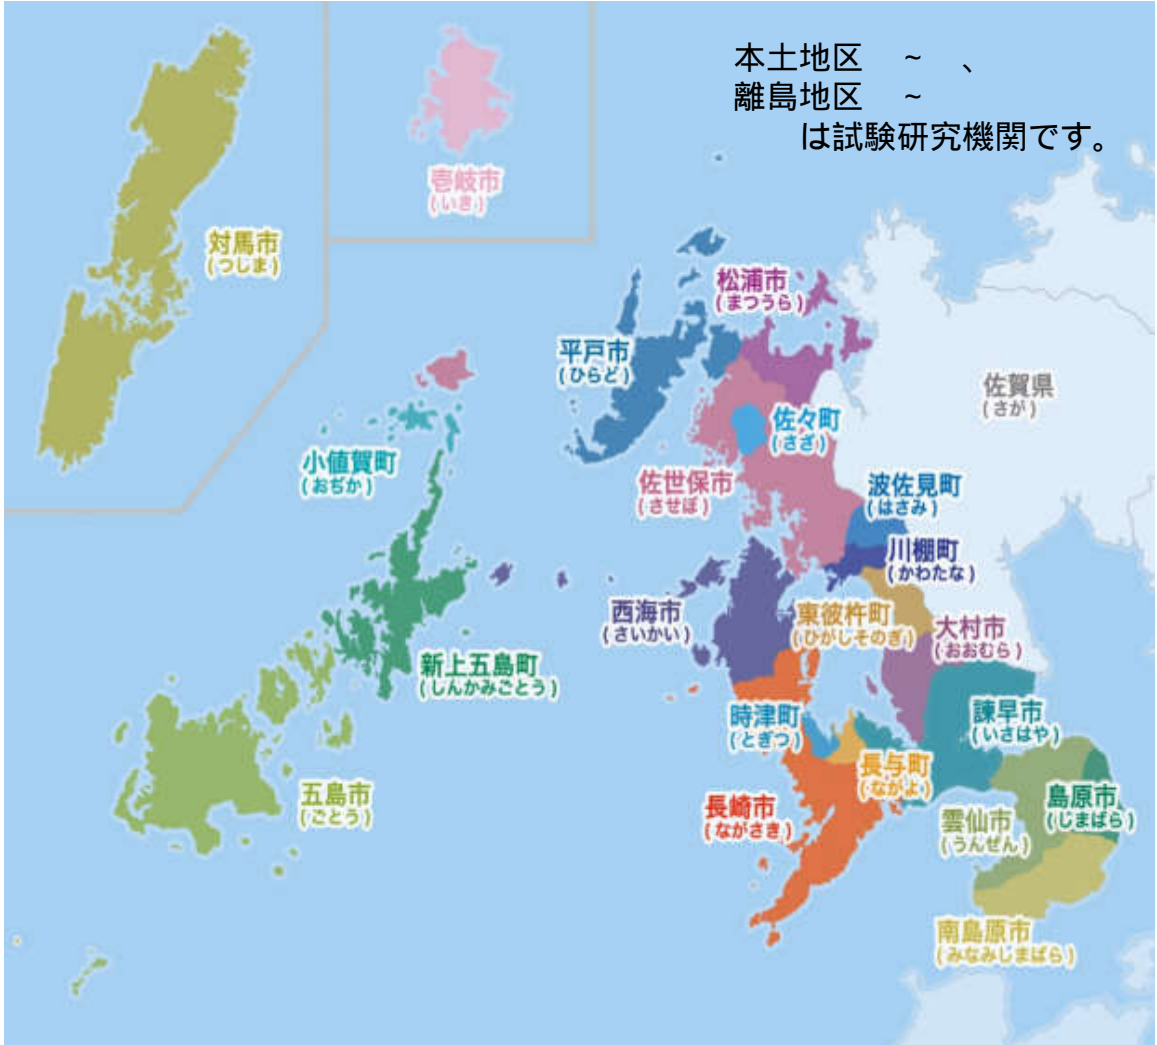 本土地区 ~ 、
離島地区 ~
は試験研究機関です。
壱岐市
(いき)
対馬市
(つしま)
松浦市
(まつうら)
平戸市
(ひらど)
佐賀県
(さが)
佐々町
(さざ)
小値賀町
(おぢか)
佐世保市
(させぼ)
波佐見町
(はさみ)
川棚町
(かわたな)
西海市
(さいかい)
東彼杵町
(ひがしそのぎ)
大村市
(おおむら)
新上五島町
(しんかみごとう)
時津町
(とぎつ)
諫早市
(いさはや)
長与町
(ながよ)
五島市
(ごとう)
長崎市
(ながさき)
島原市
(しまばら)
雲仙市
(うんぜん)
南島原市
(みなみしまばら)